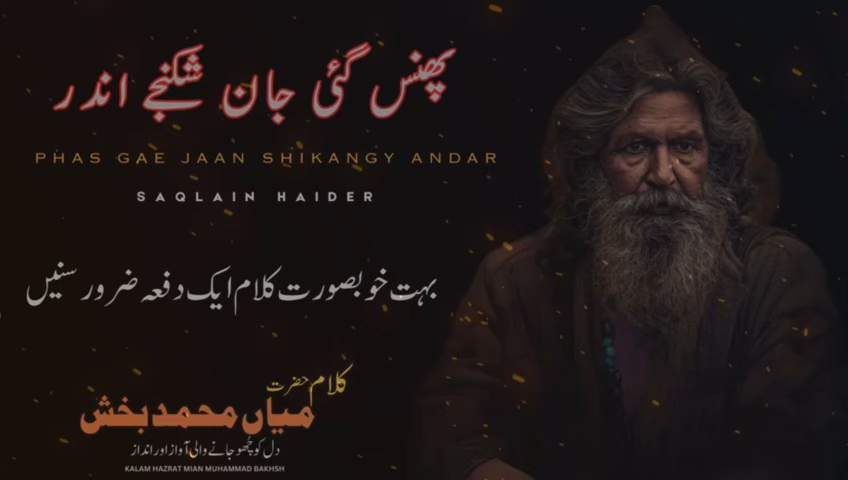 پھنس گئی جان شکنجے اندر
PHAS GAE JAAN SHIKANGY ANDAR
SAQLAIN HAIDER
بہت خوبصورت کلام ایک دفعہ ضرور سنیں
کلام حضرت
میاں محمد بخش
دل کو چُھو جانے والی آواز اور انداز
KALAM HAZRAT MIAN MUHAMMAD BAKHSH